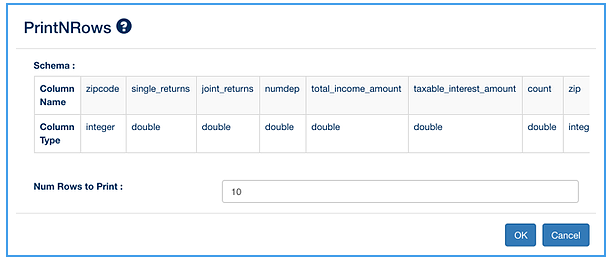 PrintNRows ?
Schema :
Column Name zipcode single_returns joint_returns numdep total_income_amount taxable_interest_amount count zip
Column Type integer double double double double double double integ
Num Rows to Print : 10
OK Cancel